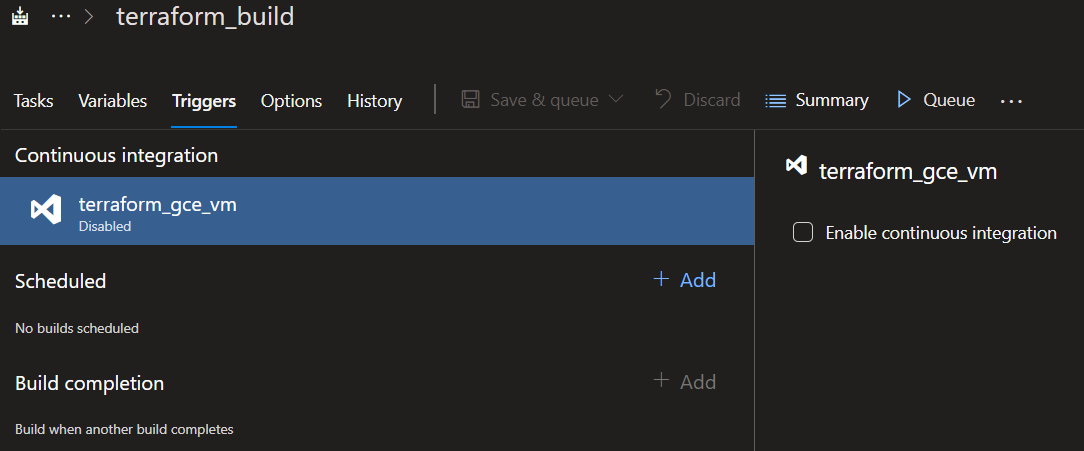 ... > terraform_build
Tasks Variables Triggers Options History Save & queue Discard Summary Queue ...
Continuous integration
terraform_gce_vm
Disabled
Scheduled + Add
No builds scheduled
Build completion + Add
Build when another build completes
terraform_gce_vm
Enable continuous integration